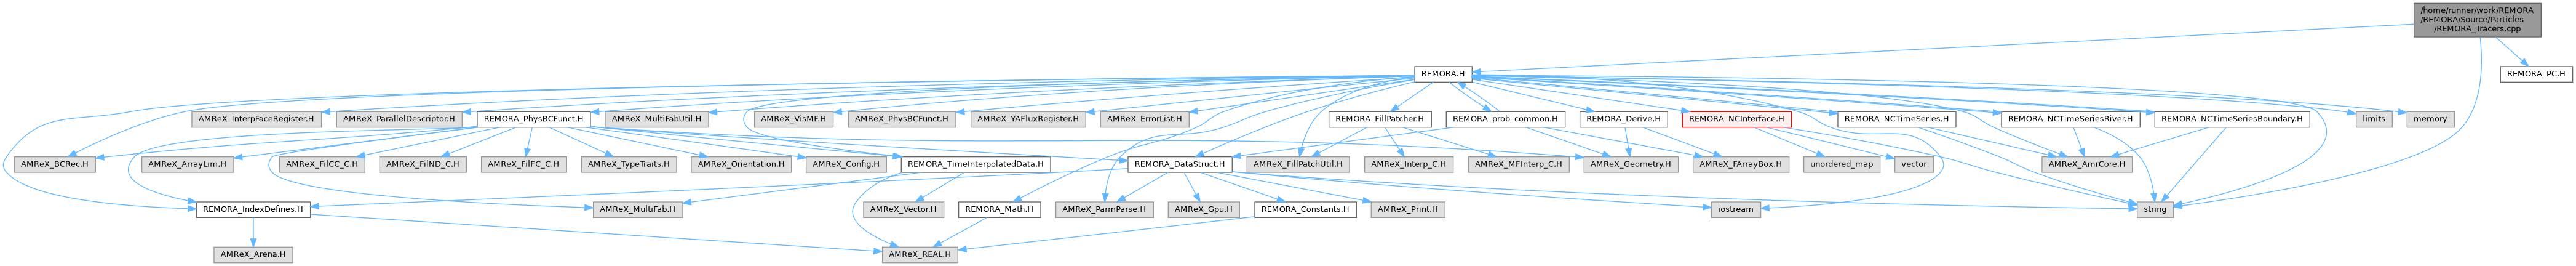 /home/runner/work/REMORA
/REMORA/Source/Particles
/REMORA_Tracers.cpp
REMORA.H
REMORA_PC.H
AMReX_InterpFaceRegister.H
AMReX_ParallelDescriptor.H
REMORA_PhysBCFunct.H
AMReX_MultiFabUtil.H
AMReX_VisMF.H
AMReX_PhysBCFunct.H
AMReX_YAFluxRegister.H
AMReX_ErrorList.H
REMORA_FillPatcher.H
REMORA_prob_common.H
REMORA_Derive.H
REMORA_NCInterface.H
REMORA_NCTimeSeries.H
REMORA_NCTimeSeriesRiver.H
REMORA_NCTimeSeriesBoundary.H
limits
memory
AMReX_BCRec.H
AMReX_ArrayLim.H
AMReX_FilCC_C.H
AMReX_FilND_C.H
AMReX_FilFC_C.H
AMReX_TypeTraits.H
AMReX_Orientation.H
AMReX_Config.H
REMORA_TimeInterpolatedData.H
REMORA_DataStruct.H
AMReX_FillPatchUtil.H
AMReX_Interp_C.H
AMReX_MFInterp_C.H
AMReX_Geometry.H
AMReX_FArrayBox.H
unordered_map
vector
AMReX_AmrCore.H
REMORA_IndexDefines.H
AMReX_MultiFab.H
AMReX_Vector.H
REMORA_Math.H
AMReX_ParmParse.H
AMReX_Gpu.H
REMORA_Constants.H
AMReX_Print.H
iostream
string
AMReX_Arena.H
AMReX_REAL.H